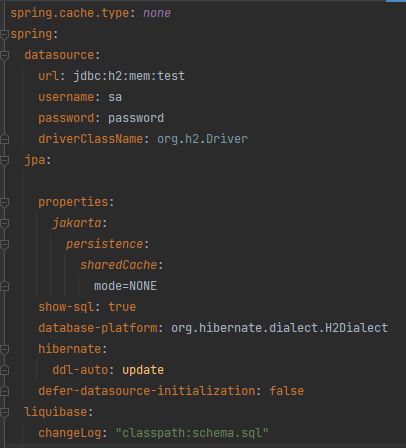 spring.cache.type: none
spring:
  datasource:
    url: jdbc:h2:mem:test
    username: sa
    password: password
    driverClassName: org.h2.Driver
  jpa:

    properties:
      jakarta:
        persistence:
          sharedCache:
            mode=NONE
    show-sql: true
    database-platform: org.hibernate.dialect.H2Dialect
    hibernate:
      ddl-auto: update
    defer-datasource-initialization: false
  liquibase:
    changeLog: "classpath:schema.sql"